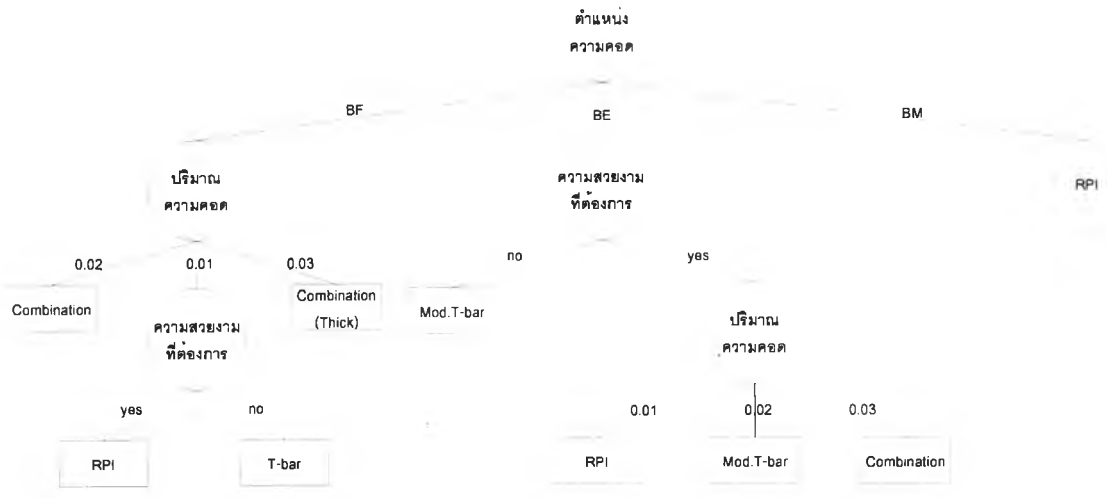 ตำแหน่ง
ความคอด
BF
BE
BM
ปริมาณ
ความคอด
ความสวยงาม
ที่ต้องการ
RPI
0.02
0.01
0.03
no
yes
Combination
Combination
(Thick)
Mod.T-bar
ความสวยงาม
ที่ต้องการ
ปริมาณ
ความคอด
yes
no
0.01
0.02
0.03
RPI
T-bar
RPI
Mod.T-bar
Combination